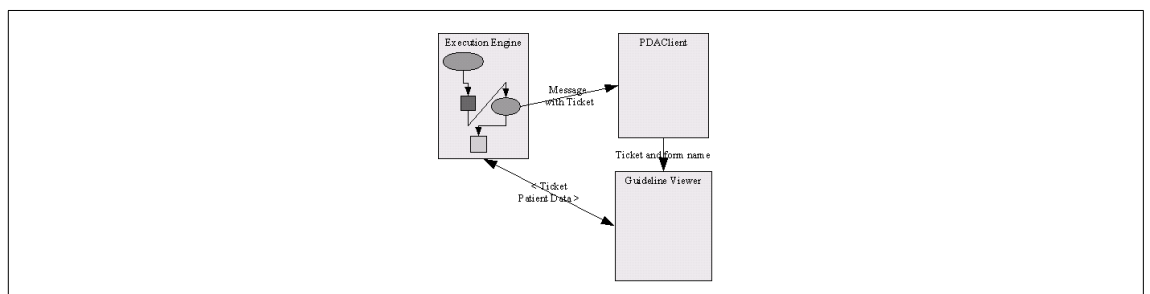 Execution Engine
PDAClient
Message
with Ticket
Ticket and form name
Guideline Viewer
< Ticket
Patient Data >